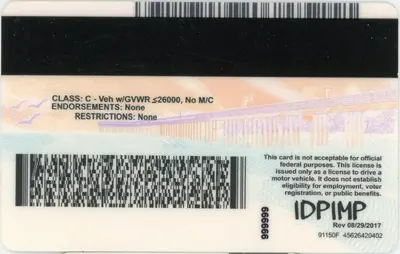 CLASS: C - Veh w/GVWR ≤26000, No M/C
ENDORSEMENTS: None
RESTRICTIONS: None
This card is not acceptable for official
federal purposes. This license is
issued only as a license to drive a
motor vehicle. It does not establish
eligibility for employment, voter
registration, or public benefits.
IDPIMP
Rev 08/29/2017
91150F 45626420402
666666